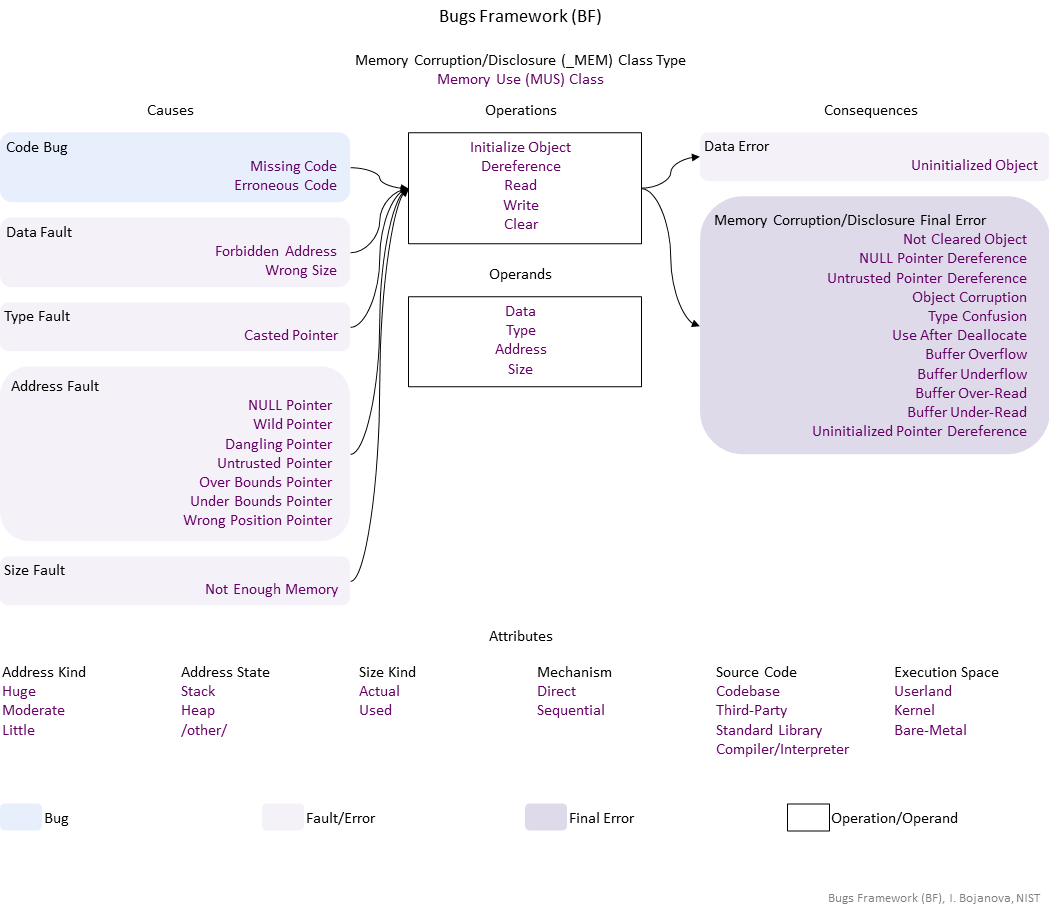 Bugs Framework (BF)
Memory Corruption/Disclosure (_MEM) Class Type
Memory Use (MUS) Class
Causes
Code Bug
Missing Code
Erroneous Code
Data Fault
Forbidden Address
Wrong Size
Type Fault
Casted Pointer
Address Fault
NULL Pointer
Wild Pointer
Dangling Pointer
Untrusted Pointer
Over Bounds Pointer
Under Bounds Pointer
Wrong Position Pointer
Size Fault
Not Enough Memory
Operations
Initialize Object
Dereference
Read
Write
Clear
Operands
Data
Type
Address
Size
Consequences
Data Error
Uninitialized Object
Memory Corruption/Disclosure Final Error
Not Cleared Object
NULL Pointer Dereference
Untrusted Pointer Dereference
Object Corruption
Type Confusion
Use After Deallocate
Buffer Overflow
Buffer Underflow
Buffer Over-Read
Buffer Under-Read
Uninitialized Pointer Dereference
Attributes
Address Kind
Huge
Moderate
Little
Address State
Stack
Heap
/other/
Size Kind
Actual
Used
Mechanism
Direct
Sequential
Source Code
Codebase
Third-Party
Standard Library
Compiler/Interpreter
Execution Space
Userland
Kernel
Bare-Metal
Bug
Fault/Error
Final Error
Operation/Operand
Bugs Framework (BF), I. Bojanova, NIST